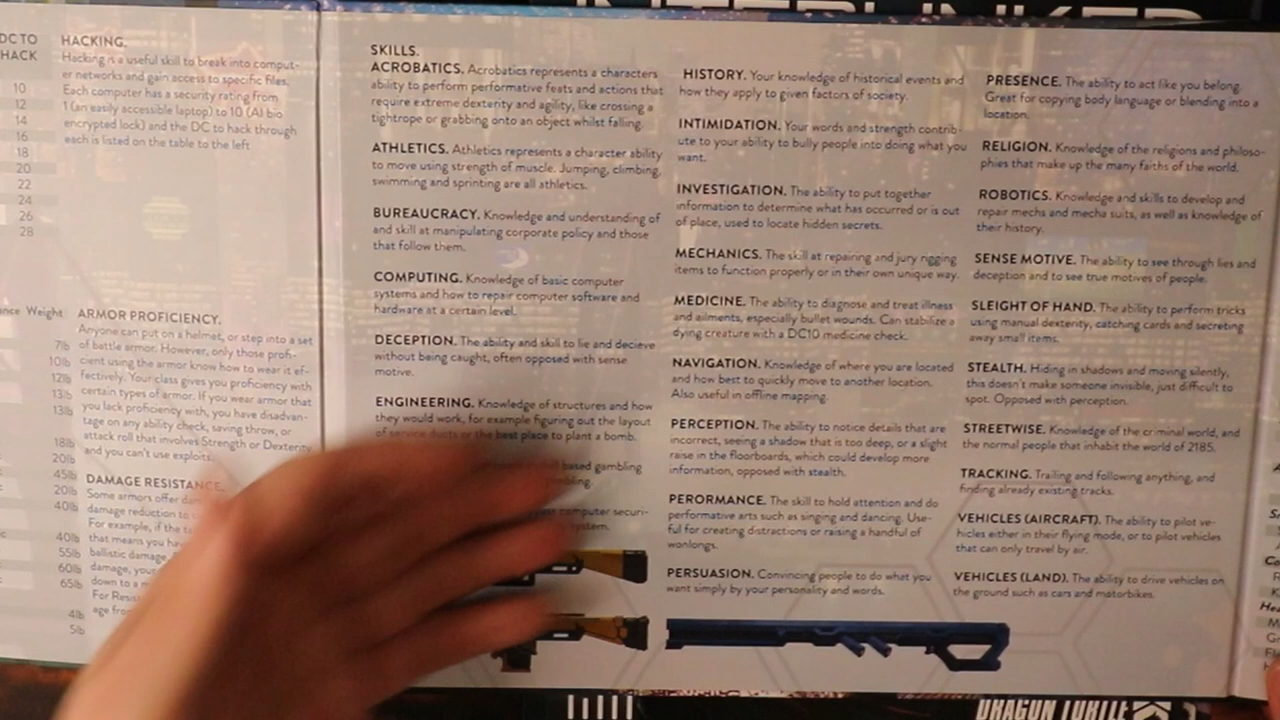 DC TO
HACK
10
12
14
16
18
20
22
24
26
28
HACKING.
Hacking is a useful skill to break into comput-
er networks and gain access to specific files.
Each computer has a security rating from
1 (an easily accessible laptop) to 10 (AI bio
encrypted lock) and the DC to hack through
each is listed on the table to the left
Weight
7lb
10lb
12lb
13lb
13lb
18lb
20lb
45lb
20lb
40lb
40lb
55lb
60lb
65lb
4lb
5lb
ARMOR PROFICIENCY.
Anyone can put on a helmet, or step into a set
of battle armor. However, only those profi-
cient using the armor know how to wear it ef-
fectively. Your class gives you proficiency with
certain types of armor. If you wear armor that
you lack proficiency with, you have disadvan-
tage on any ability check, saving throw, or
attack roll that involves Strength or Dexterity
and you can't use exploits.
DAMAGE RESISTANCE.
Some armors offer
damage reduction to
For example, if the
that means you
ballistic damage
damage, your
down to a
For
age
SKILLS.
ACROBATICS. Acrobatics represents a characters
ability to perform performative feats and actions that
require extreme dexterity and agility, like crossing a
tightrope or grabbing onto an object whilst falling.
ATHLETICS. Athletics represents a character ability
to move using strength of muscle. Jumping, climbing,
swimming and sprinting are all athletics.
BUREAUCRACY. Knowledge and understanding of
and skill at manipulating corporate policy and those
that follow them.
COMPUTING. Knowledge of basic computer
systems and how to repair computer software and
hardware at a certain level.
DECEPTION. The ability and skill to lie and decieve
without being caught, often opposed with sense
motive.
ENGINEERING. Knowledge of structures and how
they would work, for example figuring out the layout
of service ducts or the best place to plant a bomb.
based gambling
computer securi-
HISTORY. Your knowledge of historical events and
how they apply to given factors of society.
INTIMIDATION. Your words and strength contrib-
ute to your ability to bully people into doing what you
want.
INVESTIGATION. The ability to put together
information to determine what has occurred or is out
of place, used to locate hidden secrets.
MECHANICS. The skill at repairing and jury rigging
items to function properly or in their own unique way.
MEDICINE. The ability to diagnose and treat illness
and ailments, especially bullet wounds. Can stabilize a
dying creature with a DC10 medicine check.
NAVIGATION. Knowledge of where you are located
and how best to quickly move to another location.
Also useful in offline mapping.
PERCEPTION. The ability to notice details that are
incorrect, seeing a shadow that is too deep, or a slight
raise in the floorboards, which could develop more
information, opposed with stealth.
PERORMANCE. The skill to hold attention and do
performative arts such as singing and dancing. Use-
ful for creating distractions or raising a handful of
wonlongs.
PERSUASION. Convincing people to do what you
want simply by your personality and words.
PRESENCE. The ability to act like you belong.
Great for copying body language or blending into a
location.
RELIGION. Knowledge of the religions and philoso-
phies that make up the many faiths of the world.
ROBOTICS. Knowledge and skills to develop and
repair mechs and mecha suits, as well as knowledge of
their history.
SENSE MOTIVE. The ability to see through lies and
deception and to see true motives of people.
SLEIGHT OF HAND. The ability to perform tricks
using manual dexterity, catching cards and secreting
away small items.
STEALTH. Hiding in shadows and moving silently,
this doesn't make someone invisible, just difficult to
spot. Opposed with perception.
STREETWISE. Knowledge of the criminal world, and
the normal people that inhabit the world of 2185.
TRACKING. Trailing and following anything, and
finding already existing tracks.
VEHICLES (AIRCRAFT). The ability to pilot ve-
hicles either in their flying mode, or to pilot vehicles
that can only travel by air.
VEHICLES (LAND). The ability to drive vehicles on
the ground such as cars and motorbikes.
DRAGON TURTLE